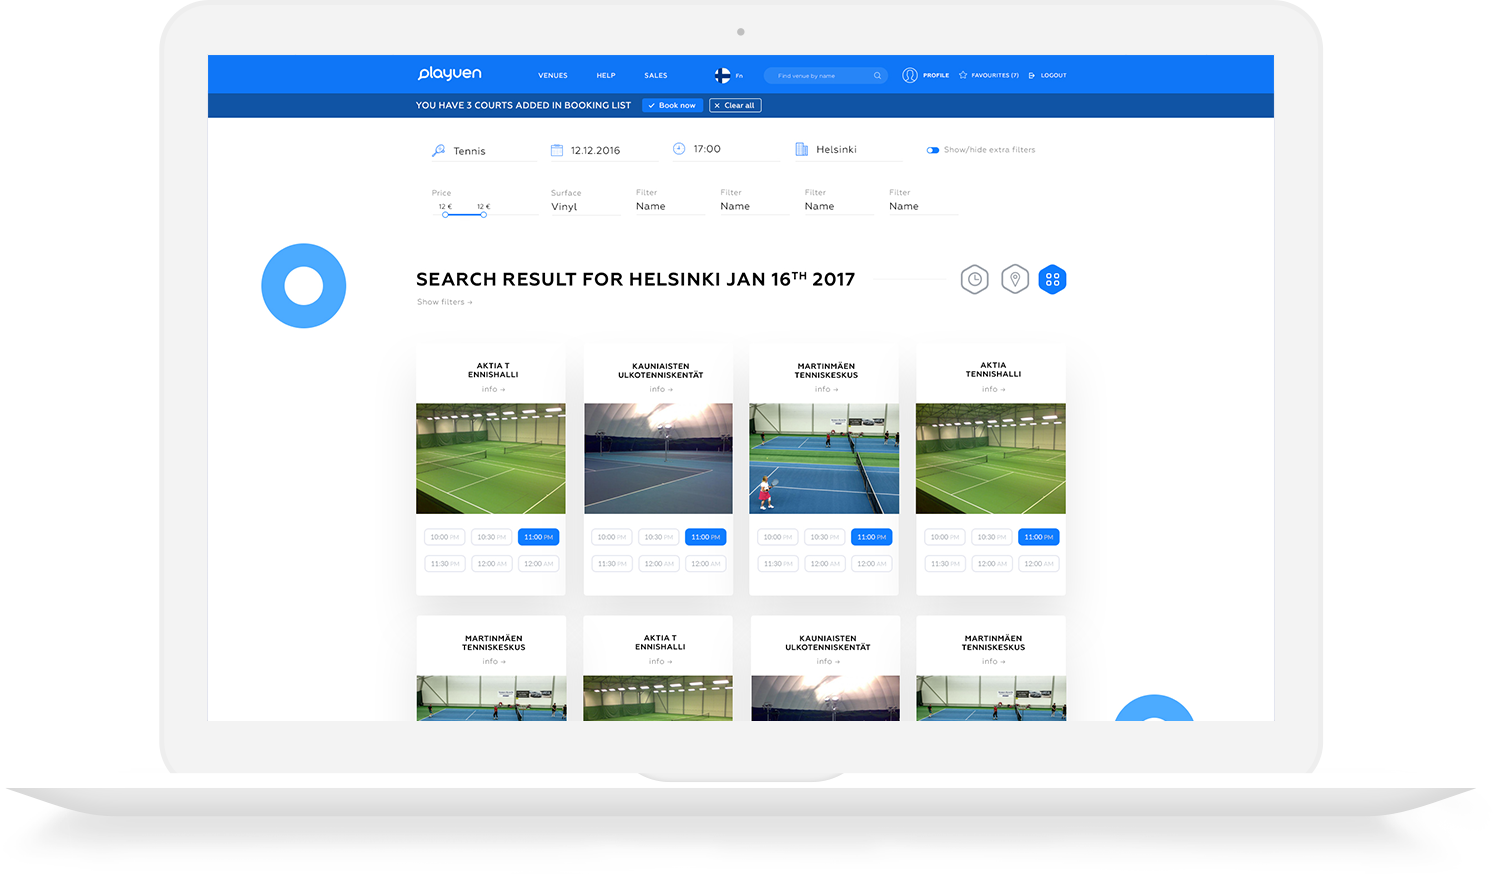 playven VENUES HELP SALES Fn Find venue by name PROFILE FAVOURITES (7) LOGOUT
YOU HAVE 3 COURTS ADDED IN BOOKING LIST Book now Clear all
Tennis 12.12.2016 17:00 Helsinki Show/hide extra filters
Price Surface Filter Filter Filter Filter
12 € 12 € Vinyl Name Name Name Name
SEARCH RESULT FOR HELSINKI JAN 16TH 2017
Show filters →
AKTIA T
ENNISHALLI
info →
10:00 PM 10:30 PM 11:00 PM
11:30 PM 12:00 AM 12:00 AM
KAUNIAISTEN
ULKOTENNISKENTÄT
info →
10:00 PM 10:30 PM 11:00 PM
11:30 PM 12:00 AM 12:00 AM
MARTINMÄEN
TENNISKESKUS
info →
10:00 PM 10:30 PM 11:00 PM
11:30 PM 12:00 AM 12:00 AM
AKTIA
TENNISHALLI
info →
10:00 PM 10:30 PM 11:00 PM
11:30 PM 12:00 AM 12:00 AM
MARTINMÄEN
TENNISKESKUS
info →
AKTIA T
ENNISHALLI
info →
KAUNIAISTEN
ULKOTENNISKENTÄT
info →
MARTINMÄEN
TENNISKESKUS
info →